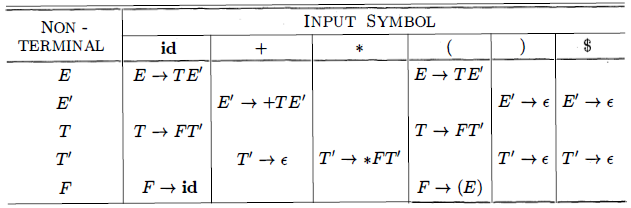 NON - INPUT SYMBOL
TERMINAL id + * ( ) $
E E → TE′ E → TE′
E′ E′ → +TE′ E′ → ϵ E′ → ϵ
T T → FT′ T → FT′
T′ T′ → ϵ T′ → *FT′ T′ → ϵ T′ → ϵ
F F → id F → (E)